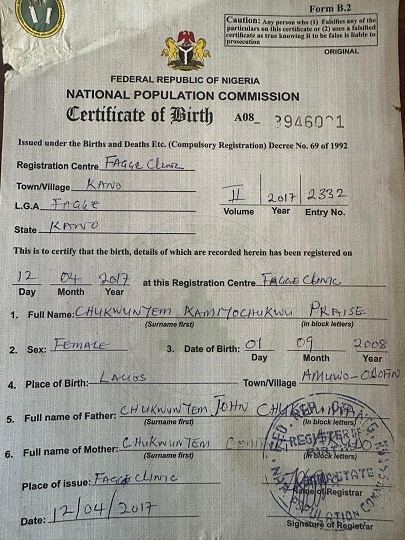 Form B.2
Caution: Any person who (1) Falsifies any of the
particulars on this certificate or (2) uses a falsified
certificate as true knowing it to be false is liable to
prosecution
ORIGINAL
FEDERAL REPUBLIC OF NIGERIA
NATIONAL POPULATION COMMISSION
Certificate of Birth A08_ 3946001
Issued under the Births and Deaths Etc. (Compulsory Registration) Decree No. 69 of 1992
Registration Centre FAGGE CLINIC
Town/Village KANO
II 2017 2332
L.G.A FAGGE
Volume Year Entry No.
State KANO
This is to certify that the birth, details of which are recorded herein has been registered on
12 04 2017 at this Registration Centre FAGGE CLINIC
Day Month Year
1. Full Name: CHUKWUNYEM KAMIYOCHUKWU PRAISE
(Surname first) (in block letters)
2. Sex: FEMALE 3. Date of Birth: 01 09 2008
Day Month Year
4. Place of Birth: LAGOS Town/Village AMUWO-ODOFIN
5. Full name of Father: CHUKWUNYEM JOHN
(Surname first) (in block letters)
6. Full name of Mother: CHUKWUNYEM
(Surname first) (in block letters)
Place of issue: FAGGE CLINIC
Name of Registrar
Date: 12/04/2017
Signature of Registrar